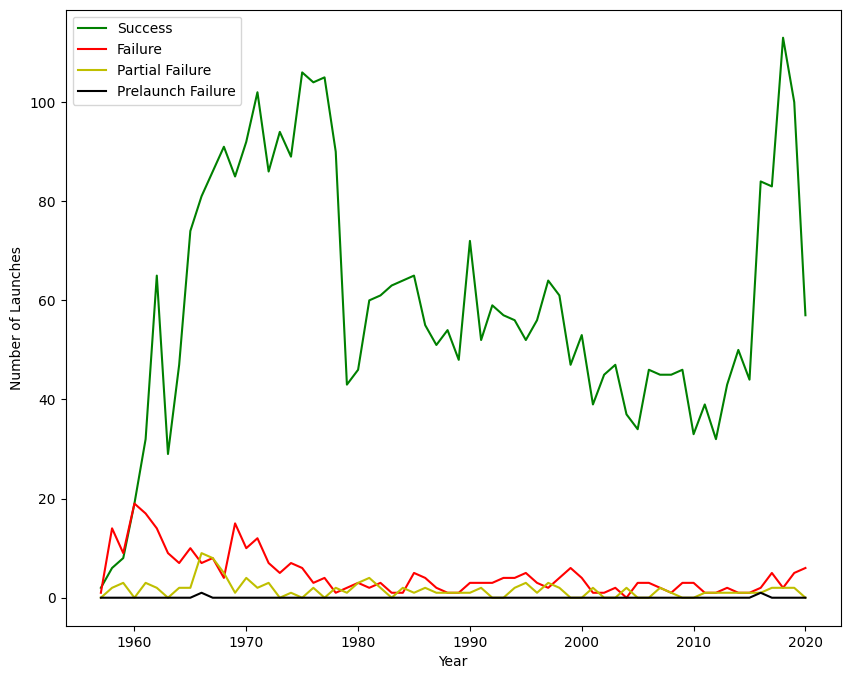 Success
Failure
Partial Failure
Prelaunch Failure
Number of Launches
100
80
60
40
20
0
1960 1970 1980 1990 2000 2010 2020
Year